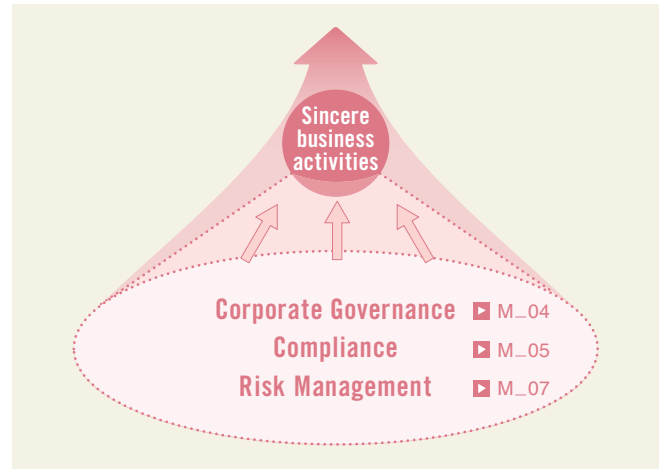 Sincere
business
activities
Corporate Governance ▶ M_04
Compliance ▶ M_05
Risk Management ▶ M_07